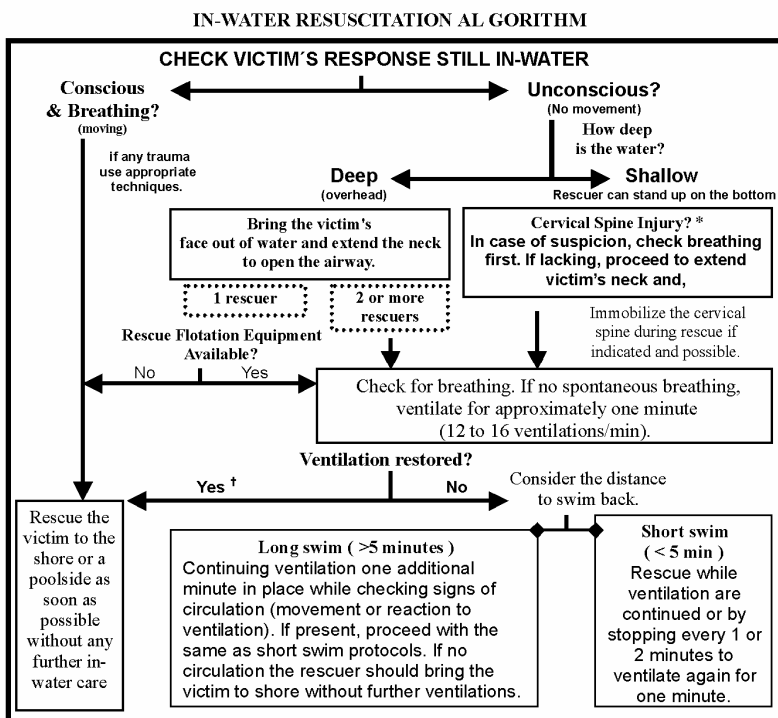 IN-WATER RESUSCITATION AL GORITHM
CHECK VICTIM´S RESPONSE STILL IN-WATER
Conscious
& Breathing?
(moving)
Unconscious?
(No movement)
How deep
is the water?
if any trauma
use appropriate
techniques.
Deep
(overhead)
Shallow
Rescuer can stand up on the bottom
Bring the victim's
face out of water and extend the neck
to open the airway.
Cervical Spine Injury? *
In case of suspicion, check breathing
first. If lacking, proceed to extend
victim's neck and,
1 rescuer
2 or more
rescuers
Immobilize the cervical
spine during rescue if
indicated and possible.
Rescue Flotation Equipment
Available?
No
Yes
Check for breathing. If no spontaneous breathing,
ventilate for approximately one minute
(12 to 16 ventilations/min).
Ventilation restored?
Yes †
No
Consider the distance
to swim back.
Rescue the
victim to the
shore or a
poolside as
soon as
possible
without any
further in-
water care
Long swim ( >5 minutes )
Continuing ventilation one additional
minute in place while checking signs of
circulation (movement or reaction to
ventilation). If present, proceed with the
same as short swim protocols. If no
circulation the rescuer should bring the
victim to shore without further ventilations.
Short swim
( < 5 min )
Rescue while
ventilation are
continued or by
stopping every 1 or
2 minutes to
ventilate again for
one minute.